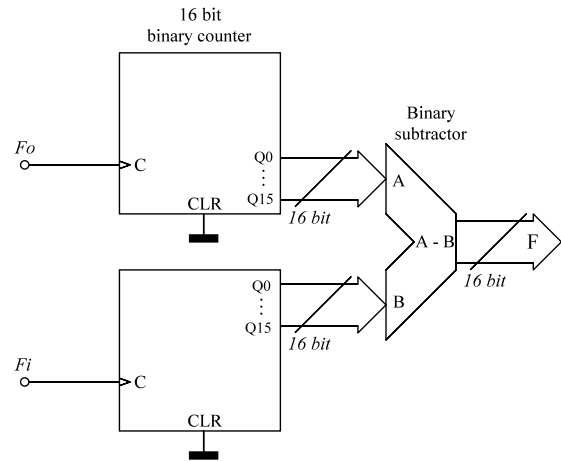 16 bit
binary counter
Fo
C
Q0
Q15
CLR
16 bit
Binary
subtractor
A
A - B
B
F
16 bit
Fi
C
Q0
Q15
CLR
16 bit